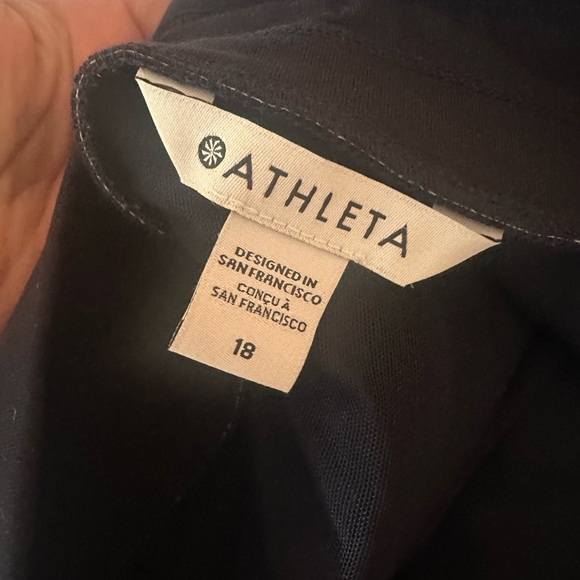 ATHLETA
DESIGNED IN
SAN FRANCISCO
CONÇU À
SAN FRANCISCO
18